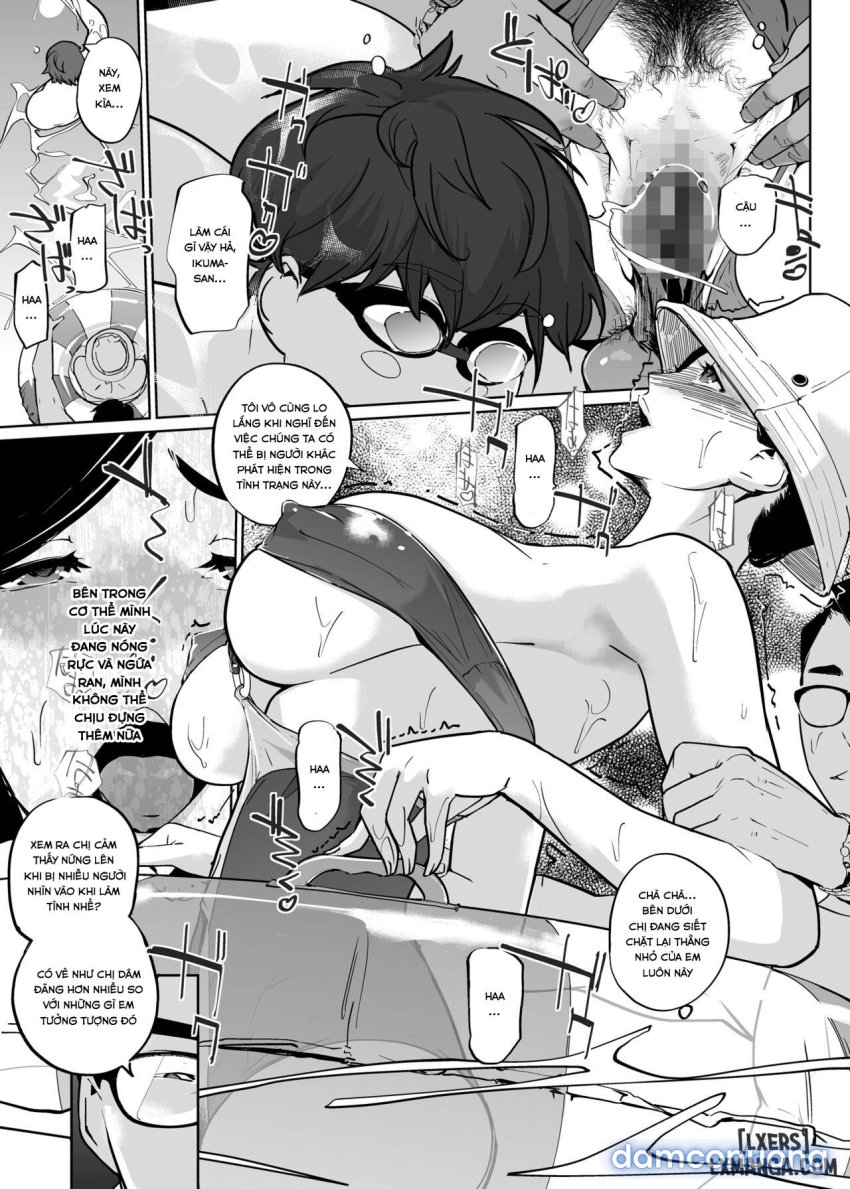 NÀY,
XEM
KÌA...
HAA
...
HAA
...
LÀM CÁI
GÌ VẬY HẢ,
IKUMA-
SAN...
CẬU
...
TÔI VÔ CÙNG LO
LẮNG KHI NGHĨ ĐẾN
VIỆC CHÚNG TA CÓ
THỂ BỊ NGƯỜI KHÁC
PHÁT HIỆN TRONG
TÌNH TRẠNG NÀY...
HAA
...
BÊN TRONG
CƠ THỂ MÌNH
LÚC NÀY
ĐANG NÓNG
RỰC VÀ NGỨA
RAN, MÌNH
KHÔNG THỂ
CHỊU ĐỰNG
THÊM NỮA
HAA
...
XEM RA CHỊ CẢM
THẤY NỨNG LÊN
KHI BỊ NHIỀU NGƯỜI
NHÌN VÀO KHI LÀM
TÌNH NHỀ?
CÓ VẺ NHƯ CHỊ DÂM
ĐÃNG HƠN NHIỀU SO
VỚI NHỮNG GÌ EM
TƯỞNG TƯỢNG ĐÓ
CHÀ CHÀ...
BÊN DƯỚI
CHỊ ĐANG SIẾT
CHẶT LẠI THẰNG
NHỎ CỦA EM
LUÔN NÀY
HAA
...
[LXERS]
damconuong
LXMANGA.COM